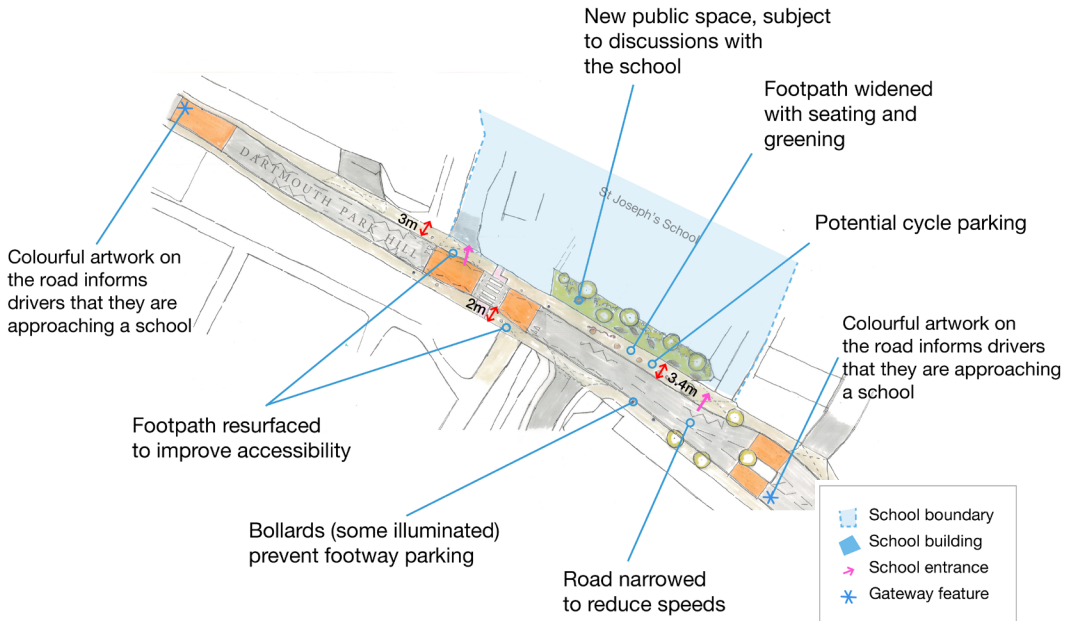 New public space, subject
to discussions with
the school
Footpath widened
with seating and
greening
Potential cycle parking
St Joseph's School
DARTMOUTH PARK HILL
3m
2m
3.4m
Colourful artwork on
the road informs
drivers that they are
approaching a school
Colourful artwork on
the road informs drivers
that they are approaching
a school
Footpath resurfaced
to improve accessibility
Bollards (some illuminated)
prevent footway parking
Road narrowed
to reduce speeds
School boundary
School building
School entrance
Gateway feature